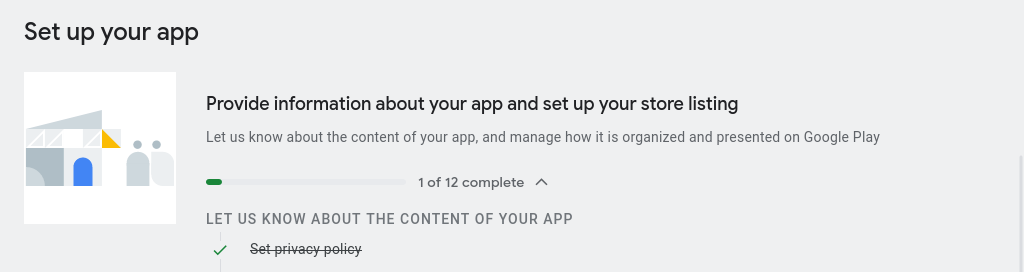 Set up your app
Provide information about your app and set up your store listing
Let us know about the content of your app, and manage how it is organized and presented on Google Play
1 of 12 complete
LET US KNOW ABOUT THE CONTENT OF YOUR APP
Set privacy policy